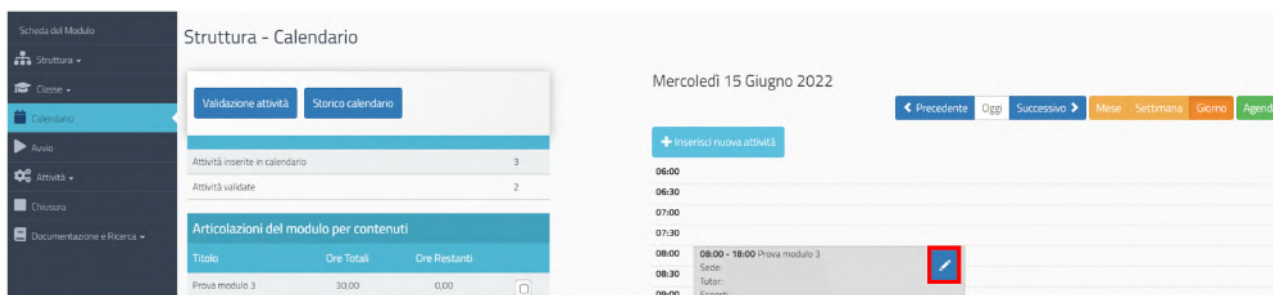 Scheda del Modulo
Struttura
Classe
Calendario
Avvio
Attività
Chiusura
Documentazione e Ricerca
Struttura - Calendario
Validazione attività
Storico calendario
Attività inserite in calendario 3
Attività validate 2
Articolazioni del modulo per contenuti
Titolo Ore Totali Ore Restanti
Prova modulo 3 30,00 0,00
Mercoledì 15 Giugno 2022
Precedente Oggi Successivo Mese Settimana Giorno Agend
Inserisci nuova attività
06:00
06:30
07:00
07:30
08:00 08:00 - 18:00 Prova modulo 3
Sede:
08:30
Tutor:
09:00 Esperti